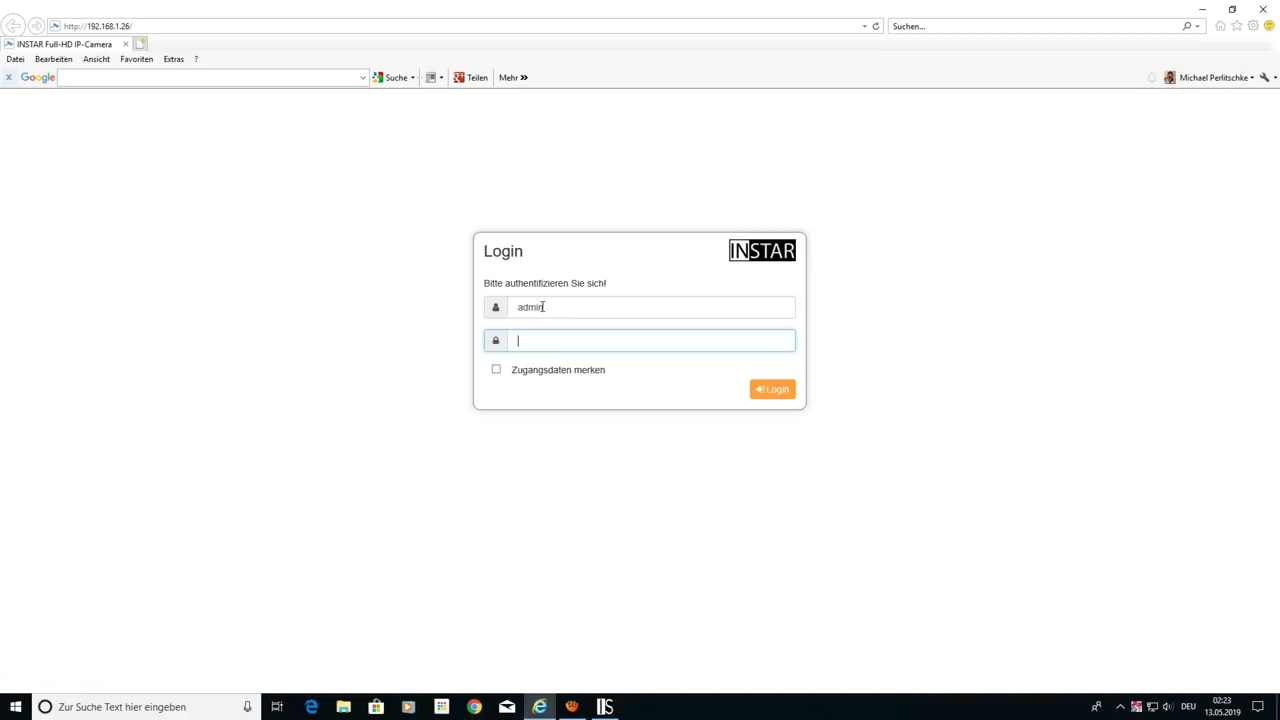 http://192.168.1.26/
Suchen...
INSTAR Full-HD IP-Camera
Datei Bearbeiten Ansicht Favoriten Extras ?
Google Suche Teilen Mehr »
Michael Perlitschke
Login
INSTAR
Bitte authentifizieren Sie sich!
admin
Zugangsdaten merken
Login
Zur Suche Text hier eingeben
DEU
02:23
13.05.2019